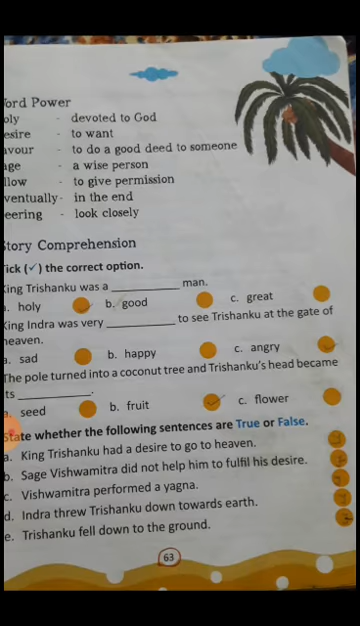 ord Power
oly - devoted to God
esire - to want
avour - to do a good deed to someone
age - a wise person
llow - to give permission
ventually - in the end
eering - look closely
Story Comprehension
Tick (✓) the correct option.
King Trishanku was a __________ man.
a. holy b. good c. great
King Indra was very __________ to see Trishanku at the gate of
heaven.
a. sad b. happy c. angry
The pole turned into a coconut tree and Trishanku's head became
its __________.
a. seed b. fruit c. flower
State whether the following sentences are True or False.
a. King Trishanku had a desire to go to heaven.
b. Sage Vishwamitra did not help him to fulfil his desire.
c. Vishwamitra performed a yagna.
d. Indra threw Trishanku down towards earth.
e. Trishanku fell down to the ground.
63